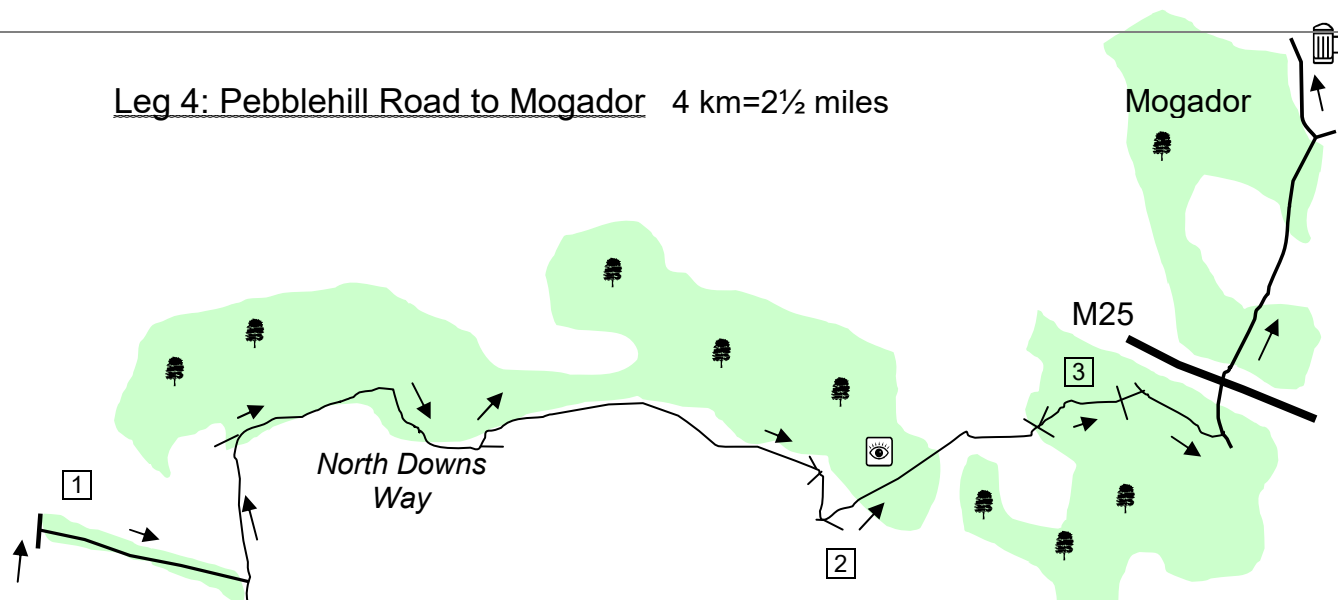 Leg 4: Pebblehill Road to Mogador 4 km=2½ miles
Mogador
M25
3
North Downs
Way
1
2